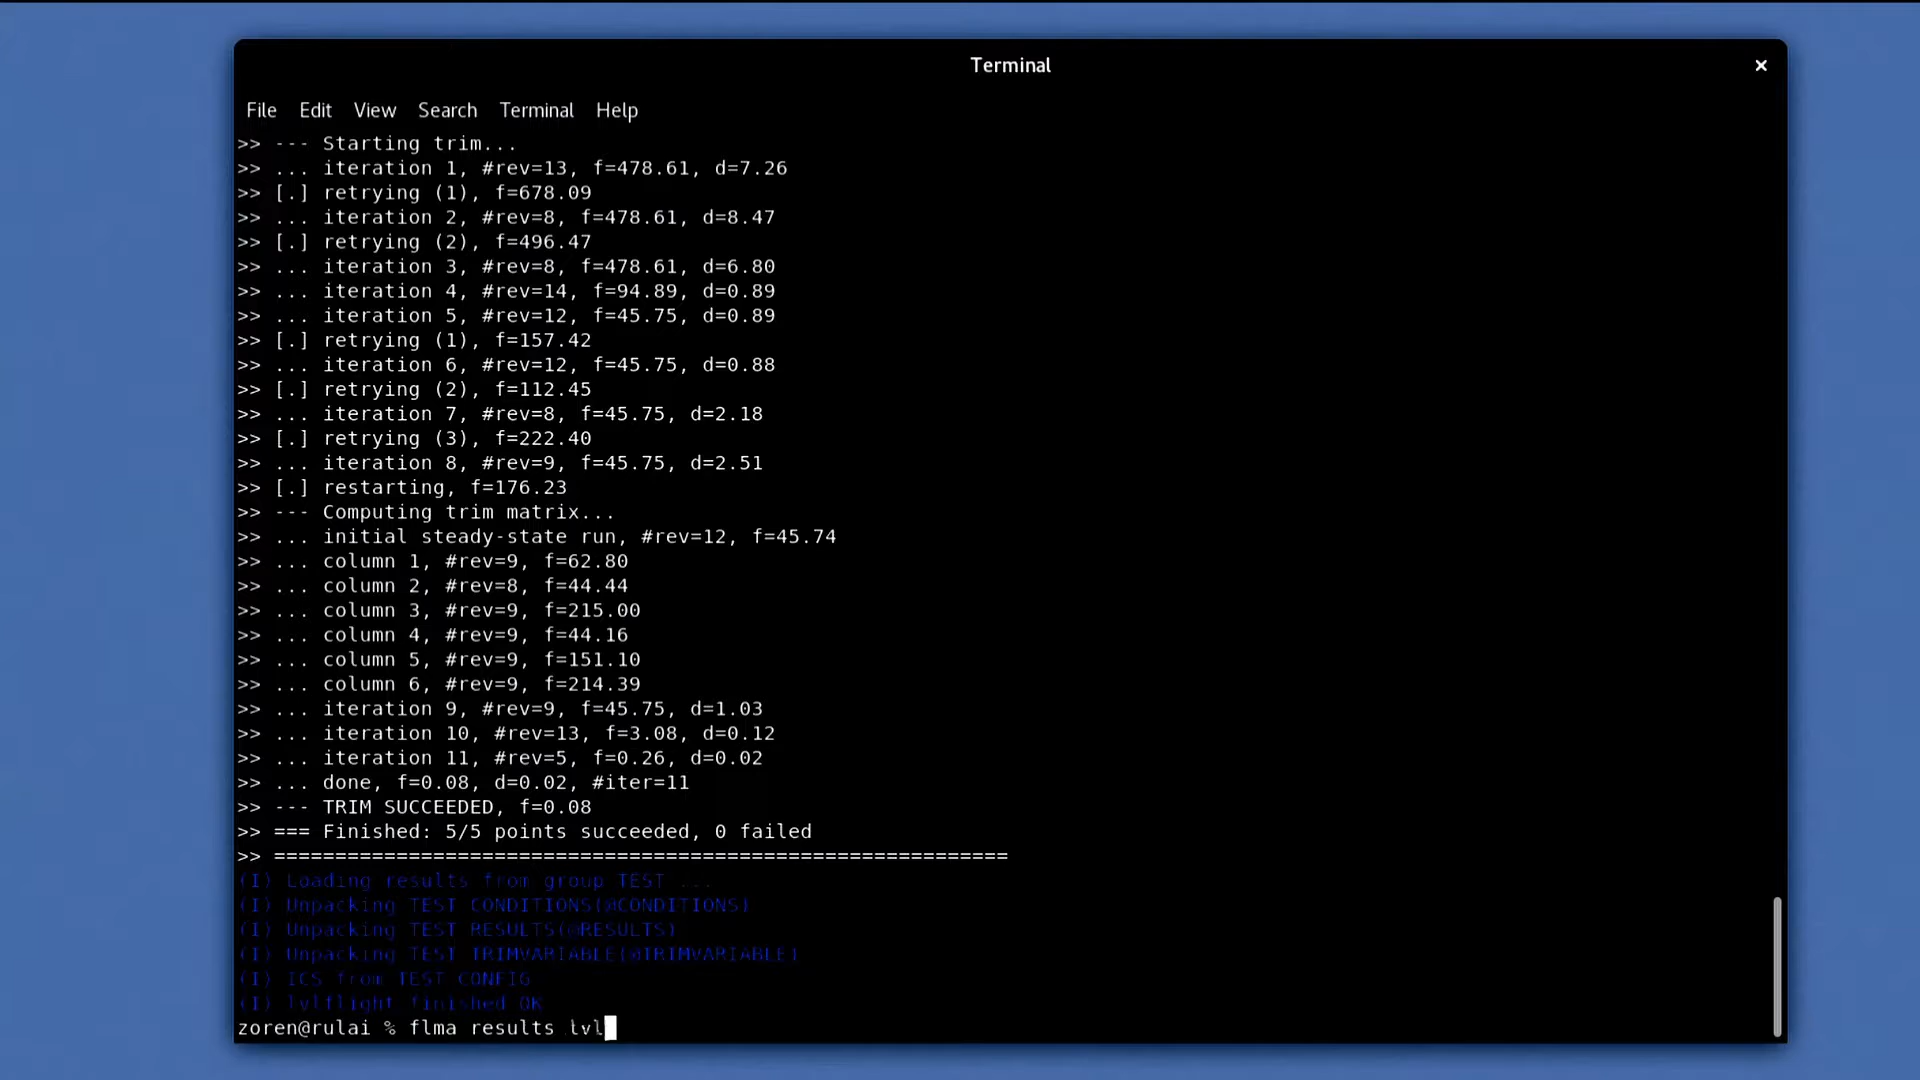 Terminal
×
File Edit View Search Terminal Help
>> --- Starting trim...
>> ... iteration 1, #rev=13, f=478.61, d=7.26
>> [.] retrying (1), f=678.09
>> ... iteration 2, #rev=8, f=478.61, d=8.47
>> [.] retrying (2), f=496.47
>> ... iteration 3, #rev=8, f=478.61, d=6.80
>> ... iteration 4, #rev=14, f=94.89, d=0.89
>> ... iteration 5, #rev=12, f=45.75, d=0.89
>> [.] retrying (1), f=157.42
>> ... iteration 6, #rev=12, f=45.75, d=0.88
>> [.] retrying (2), f=112.45
>> ... iteration 7, #rev=8, f=45.75, d=2.18
>> [.] retrying (3), f=222.40
>> ... iteration 8, #rev=9, f=45.75, d=2.51
>> [.] restarting, f=176.23
>> --- Computing trim matrix...
>> ... initial steady-state run, #rev=12, f=45.74
>> ... column 1, #rev=9, f=62.80
>> ... column 2, #rev=8, f=44.44
>> ... column 3, #rev=9, f=215.00
>> ... column 4, #rev=9, f=44.16
>> ... column 5, #rev=9, f=151.10
>> ... column 6, #rev=9, f=214.39
>> ... iteration 9, #rev=9, f=45.75, d=1.03
>> ... iteration 10, #rev=13, f=3.08, d=0.12
>> ... iteration 11, #rev=5, f=0.26, d=0.02
>> ... done, f=0.08, d=0.02, #iter=11
>> --- TRIM SUCCEEDED, f=0.08
>> === Finished: 5/5 points succeeded, 0 failed
>> ============================================================
(I) Loading results from group TEST ...
(I) Unpacking TEST CONDITIONS(@CONDITIONS)
(I) Unpacking TEST RESULTS(@RESULTS)
(I) Unpacking TEST TRIMVARIABLE(@TRIMVARIABLE)
(I) ICS from TEST CONFIG
(I) lvlflight finished OK
zoren@rulai % flma results lvl